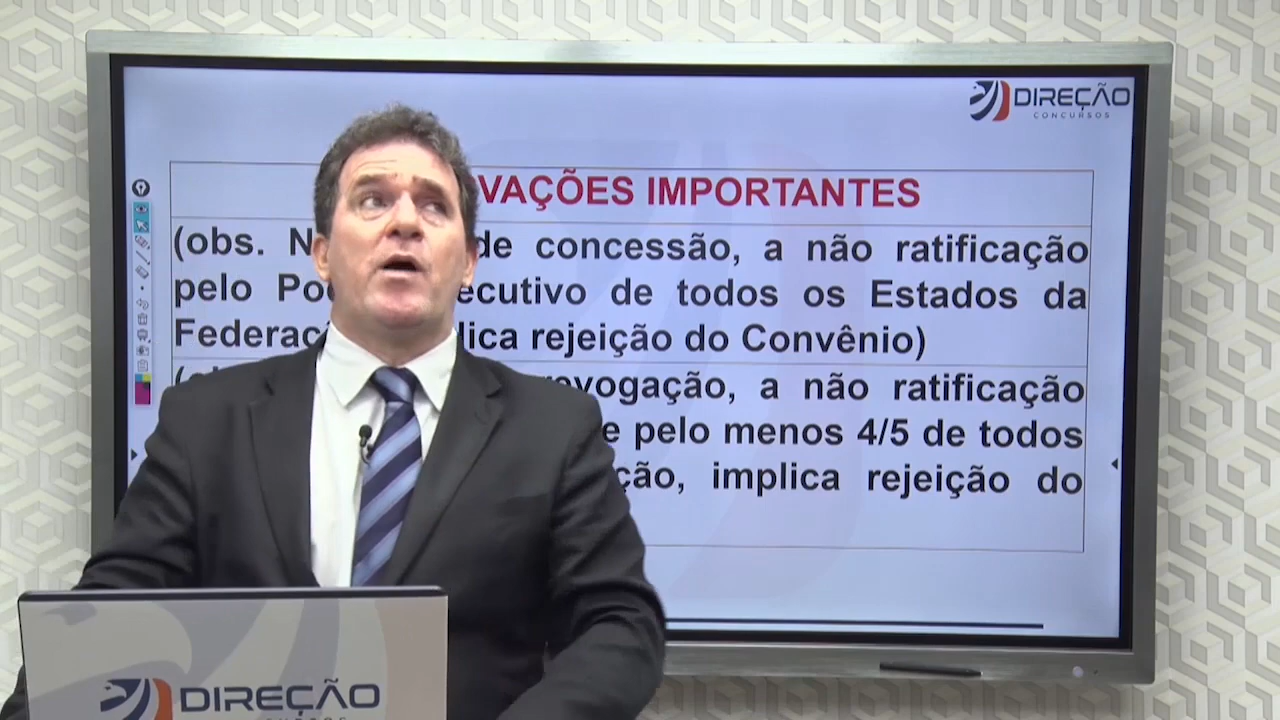 DIREÇÃO
CONCURSOS
VAÇÕES IMPORTANTES
(obs. N de concessão, a não ratificação
pelo Po ecutivo de todos os Estados da
Federaç lica rejeição do Convênio)
revogação, a não ratificação
e pelo menos 4/5 de todos
ção, implica rejeição do
DIREÇÃO
CONCURSOS